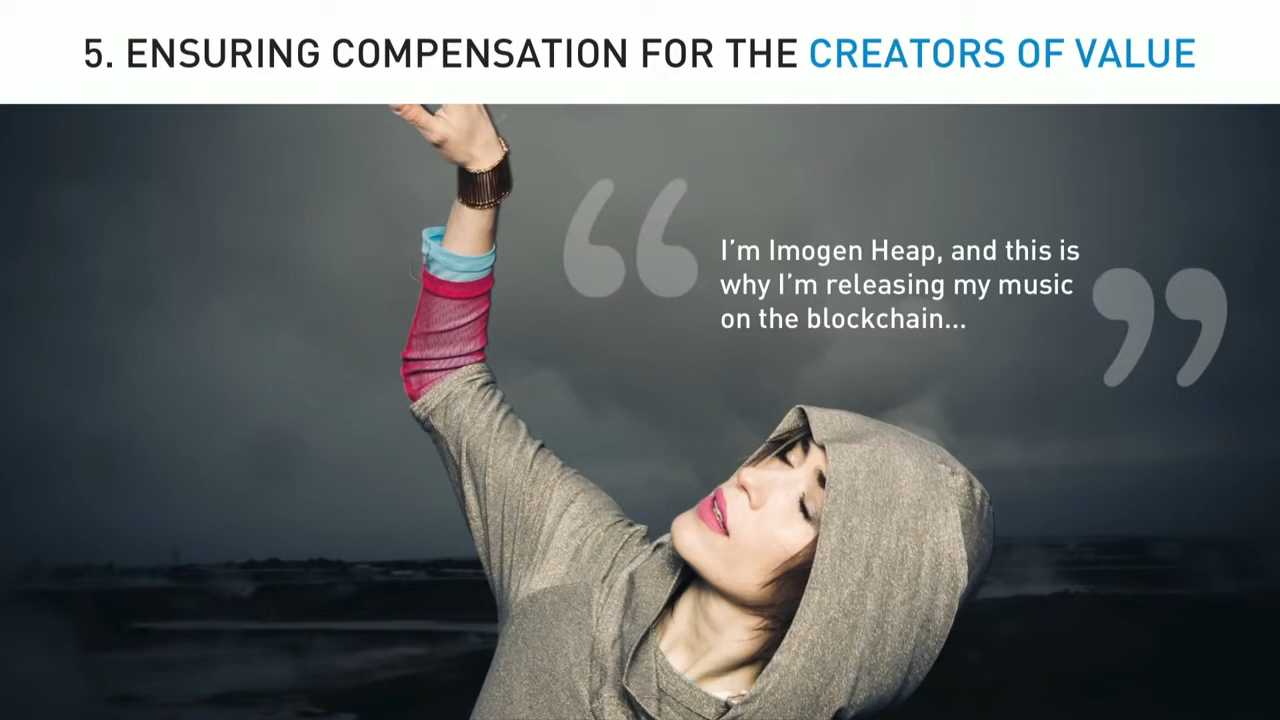 5. ENSURING COMPENSATION FOR THE CREATORS OF VALUE
“I’m Imogen Heap, and this is
why I’m releasing my music
on the blockchain...”